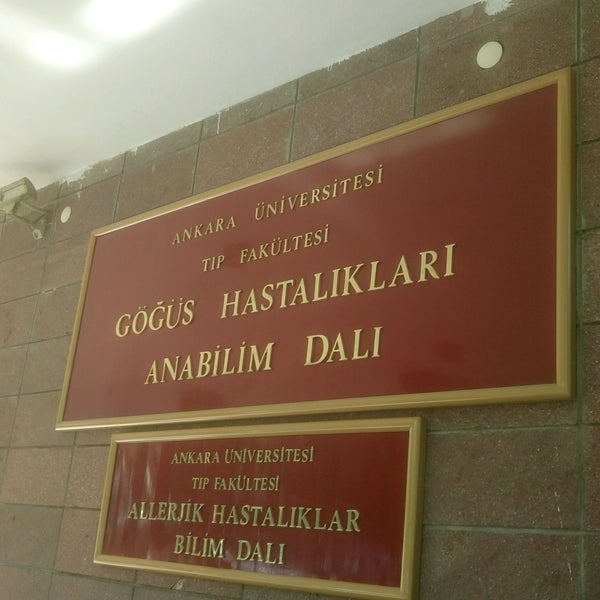 ANKARA ÜNİVERSİTESİ
TIP FAKÜLTESİ
GÖĞÜS HASTALIKLARI
ANABİLİM DALI
ANKARA ÜNİVERSİTESİ
TIP FAKÜLTESİ
ALLERJİK HASTALIKLAR
BİLİM DALI